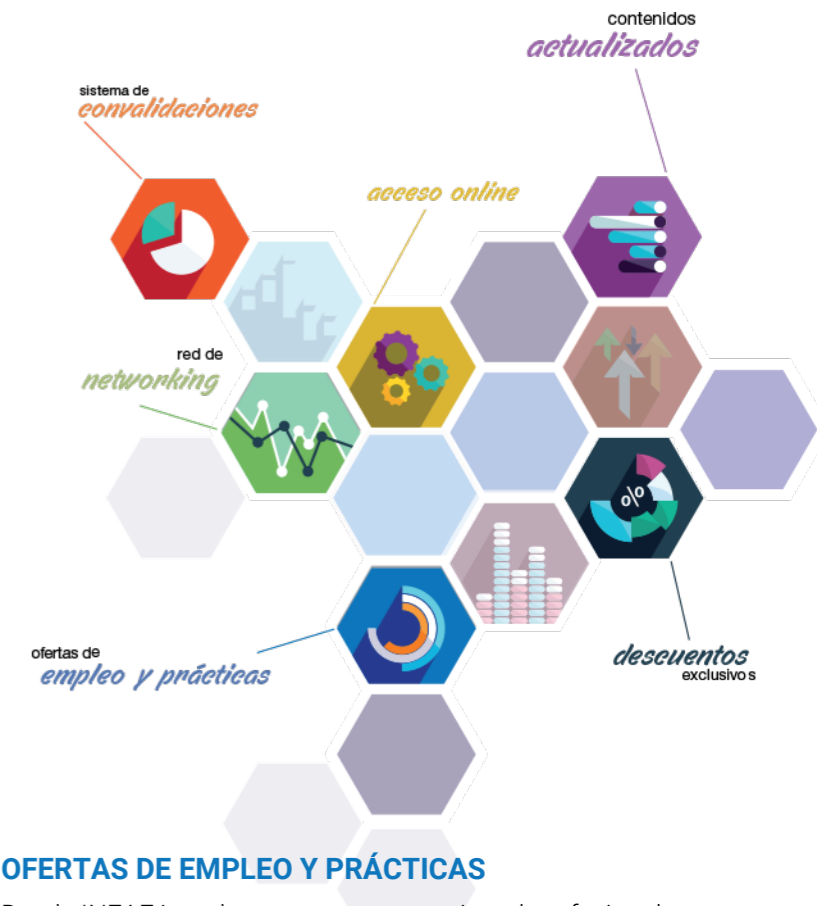 contenidos
actualizados
sistema de
convalidaciones
acceso online
red de
networking
%
ofertas de
empleo y prácticas
descuentos
exclusivos
OFERTAS DE EMPLEO Y PRÁCTICAS